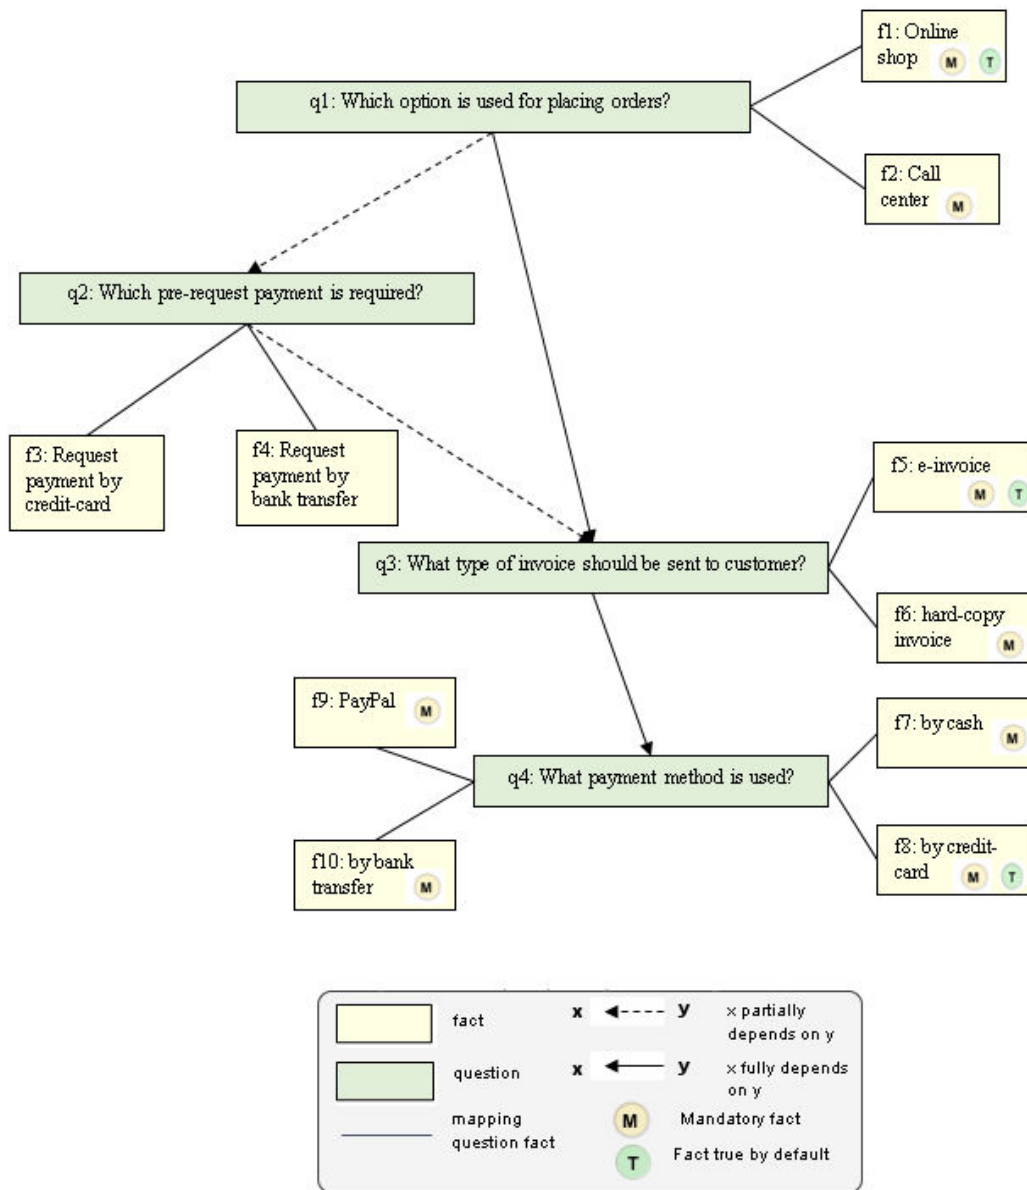 f1: Online
shop M T
q1: Which option is used for placing orders?
f2: Call
center M
q2: Which pre-request payment is required?
f3: Request
payment by
credit-card
f4: Request
payment by
bank transfer
f5: e-invoice
M T
q3: What type of invoice should be sent to customer?
f6: hard-copy
invoice M
f9: PayPal M
f7: by cash
M
q4: What payment method is used?
f10: by bank
transfer M
f8: by credit-
card M T
fact
x y x partially
depends on y
question
x y x fully depends
on y
mapping
question fact
M Mandatory fact
T Fact true by default